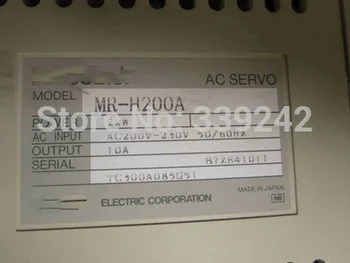 AC SERVO
MODEL MR-H200A
POWER 2KW
AC INPUT AC200V-230V 50/60HZ
OUTPUT 10A
SERIAL
TC300A085G51
ELECTRIC CORPORATION
MADE IN JAPAN
Store No.: 339242